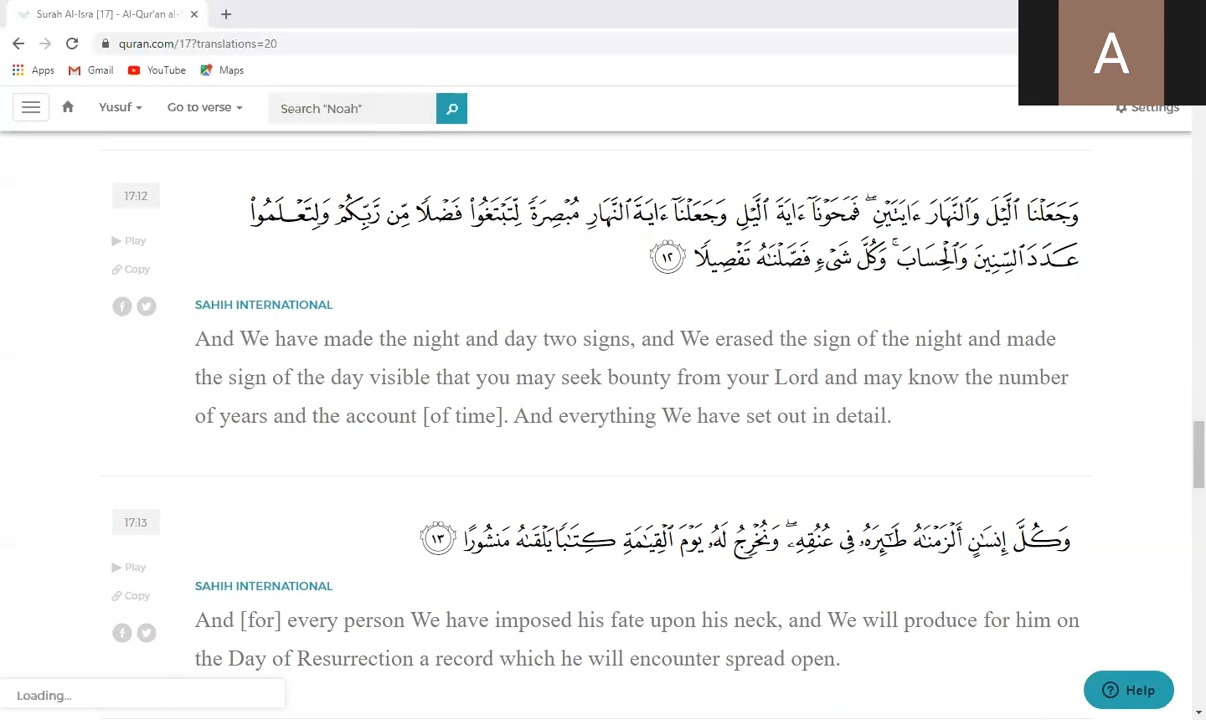 Surah Al-Isra [17] - Al-Qur'an al-
quran.com/17?translations=20
Apps Gmail YouTube Maps
A
Yusuf Go to verse Search "Noah" Settings
17:12
وَجَعَلْنَا ٱلَّيْلَ وَٱلنَّهَارَ ءَايَتَيْنِ ۖ فَمَحَوْنَآ ءَايَةَ ٱلَّيْلِ وَجَعَلْنَآ ءَايَةَ ٱلنَّهَارِ مُبْصِرَةً لِّتَبْتَغُوا۟ فَضْلًا مِّن رَّبِّكُمْ وَلِتَعْلَمُوا۟
عَدَدَ ٱلسِّنِينَ وَٱلْحِسَابَ ۚ وَكُلَّ شَىْءٍ فَصَّلْنَـٰهُ تَفْصِيلًا ١٢
Play
Copy
SAHIH INTERNATIONAL
And We have made the night and day two signs, and We erased the sign of the night and made
the sign of the day visible that you may seek bounty from your Lord and may know the number
of years and the account [of time]. And everything We have set out in detail.
17:13
وَكُلَّ إِنسَـٰنٍ أَلْزَمْنَـٰهُ طَـٰٓئِرَهُۥ فِى عُنُقِهِۦ ۖ وَنُخْرِجُ لَهُۥ يَوْمَ ٱلْقِيَـٰمَةِ كِتَـٰبًا يَلْقَىٰهُ مَنشُورًا ١٣
Play
Copy
SAHIH INTERNATIONAL
And [for] every person We have imposed his fate upon his neck, and We will produce for him on
the Day of Resurrection a record which he will encounter spread open.
Loading...
Help